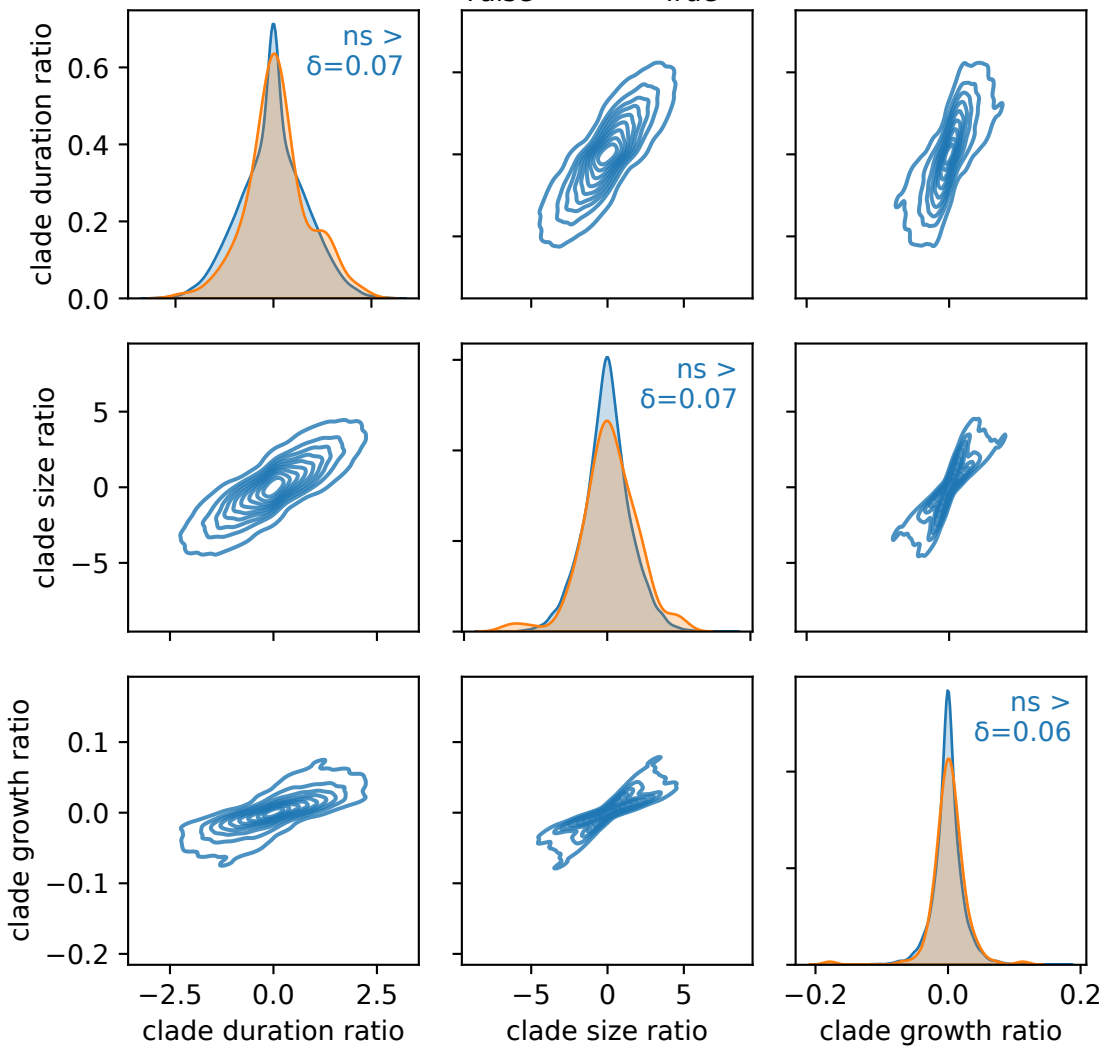 ns >
δ=0.07
clade duration ratio
0.6
0.4
0.2
0.0
ns >
δ=0.07
clade size ratio
5
0
−5
ns >
δ=0.06
clade growth ratio
0.1
0.0
−0.1
−0.2
−2.5 0.0 2.5 −5 0 5 −0.2 0.0 0.2
clade duration ratio clade size ratio clade growth ratio